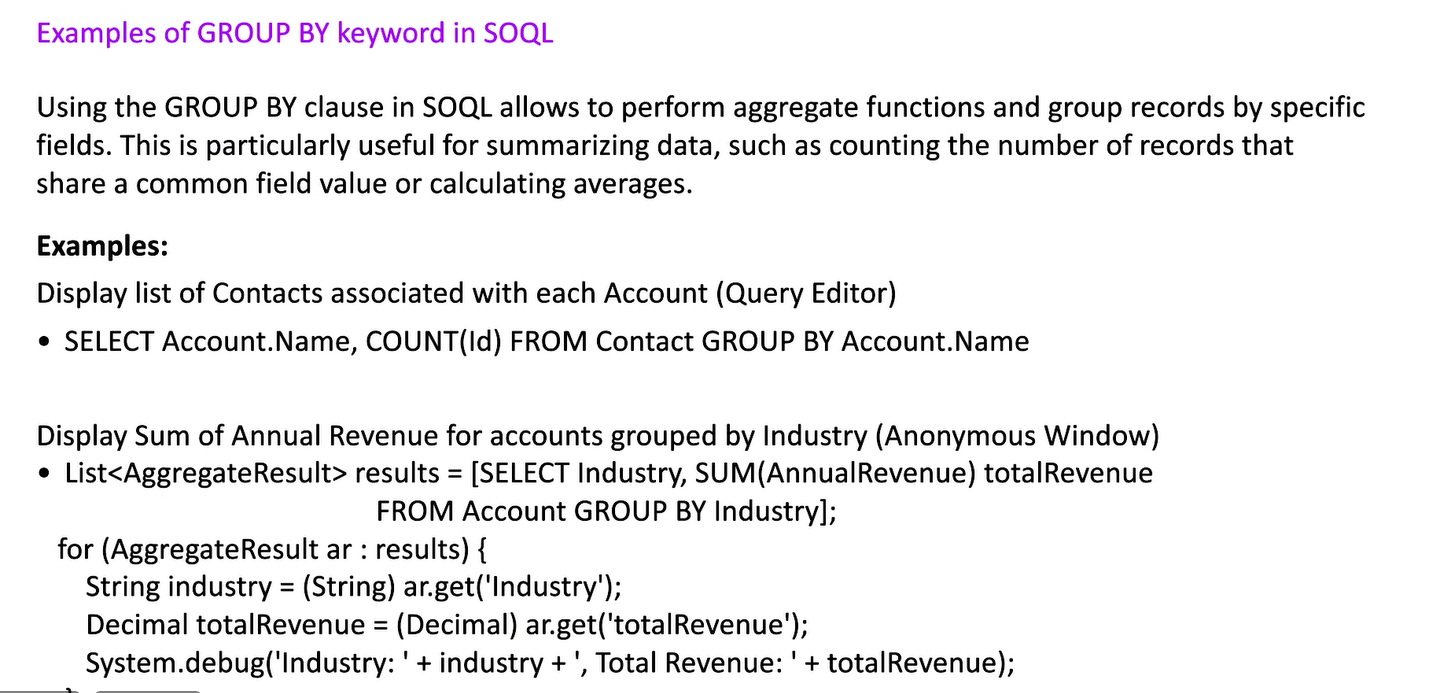 Examples of GROUP BY keyword in SOQL
Using the GROUP BY clause in SOQL allows to perform aggregate functions and group records by specific
fields. This is particularly useful for summarizing data, such as counting the number of records that
share a common field value or calculating averages.
Examples:
Display list of Contacts associated with each Account (Query Editor)
• SELECT Account.Name, COUNT(Id) FROM Contact GROUP BY Account.Name
Display Sum of Annual Revenue for accounts grouped by Industry (Anonymous Window)
• List<AggregateResult> results = [SELECT Industry, SUM(AnnualRevenue) totalRevenue
FROM Account GROUP BY Industry];
for (AggregateResult ar : results) {
String industry = (String) ar.get('Industry');
Decimal totalRevenue = (Decimal) ar.get('totalRevenue');
System.debug('Industry: ' + industry + ', Total Revenue: ' + totalRevenue);